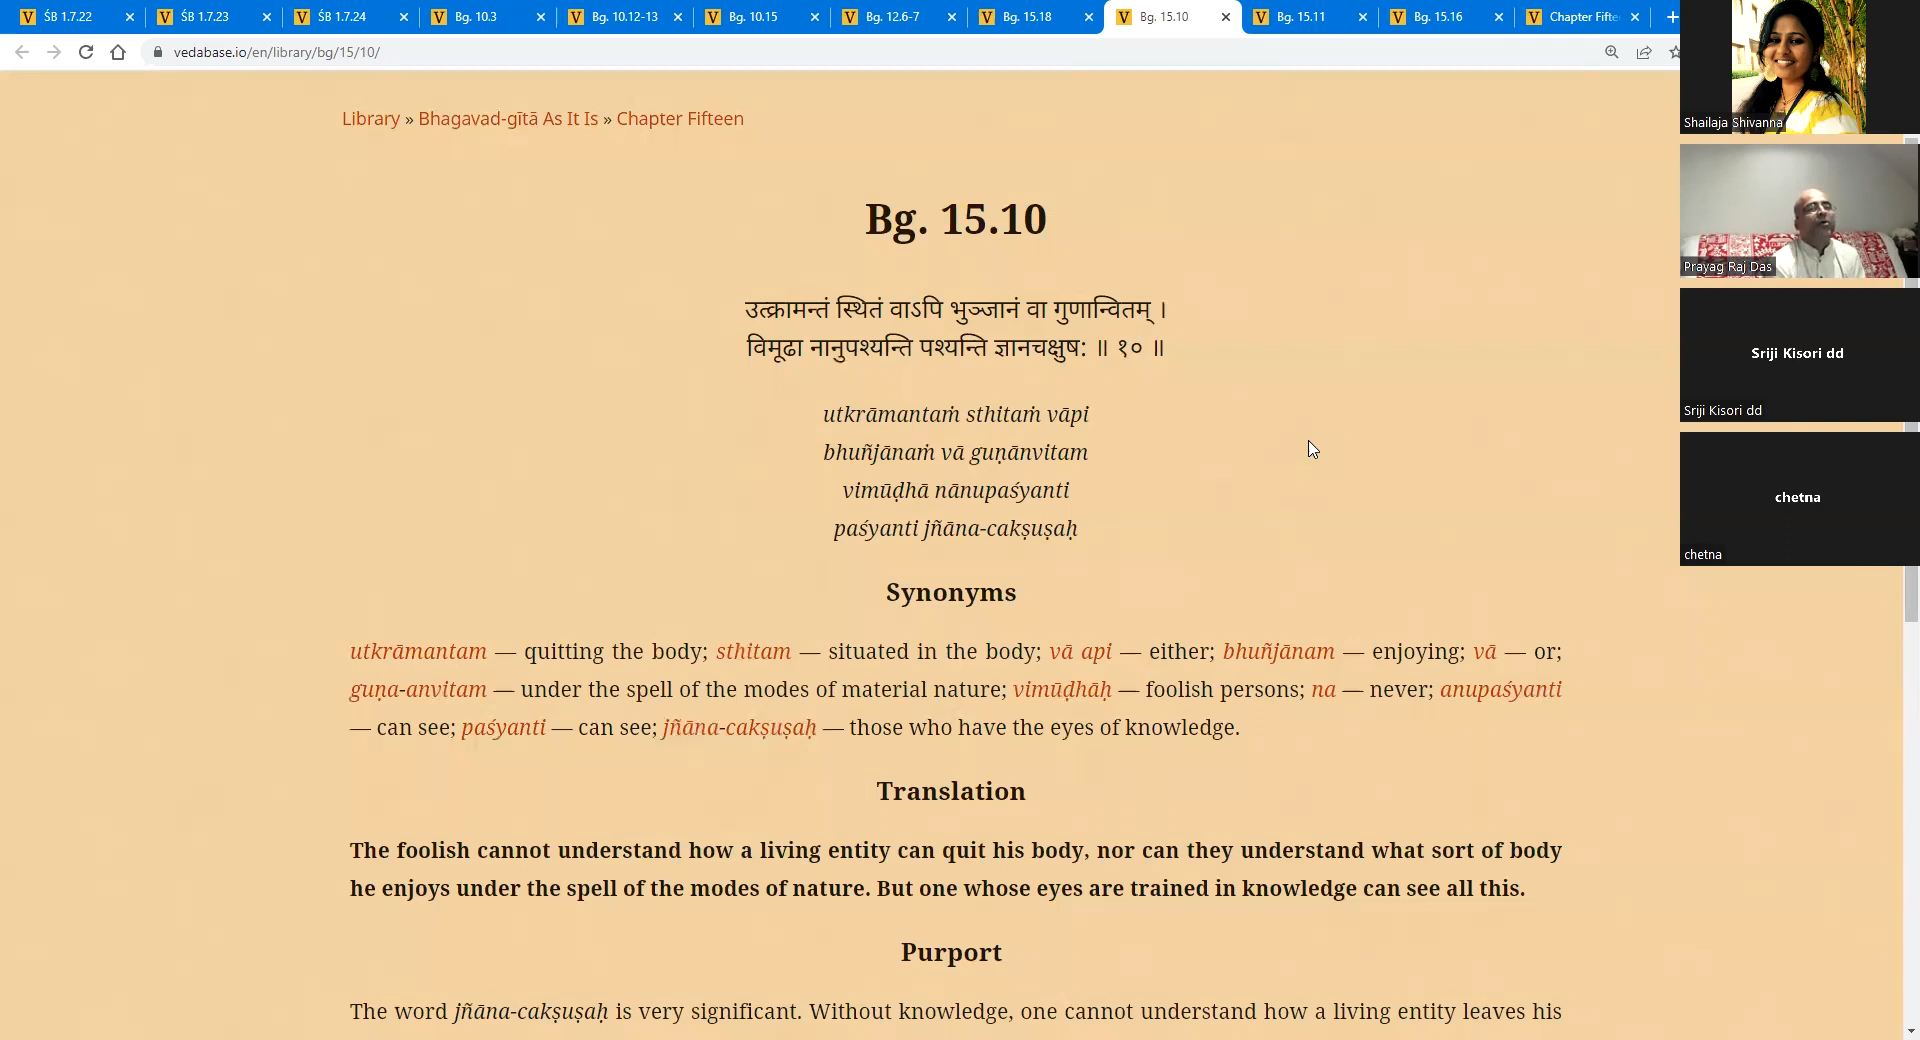 ŚB 1.7.22
ŚB 1.7.23
ŚB 1.7.24
Bg. 10.3
Bg. 10.12-13
Bg. 10.15
Bg. 12.6-7
Bg. 15.18
Bg. 15.10
Bg. 15.11
Bg. 15.16
Chapter Fifte
vedabase.io/en/library/bg/15/10/
Library » Bhagavad-gītā As It Is » Chapter Fifteen
Bg. 15.10
उत्क्रामन्तं स्थितं वाऽपि भुञ्जानं वा गुणान्वितम् ।
विमूढा नानुपश्यन्ति पश्यन्ति ज्ञानचक्षुष: ॥ १० ॥
utkrāmantaṁ sthitaṁ vāpi
bhuñjānaṁ vā guṇānvitam
vimūḍhā nānupaśyanti
paśyanti jñāna-cakṣuṣaḥ
Synonyms
utkrāmantam — quitting the body; sthitam — situated in the body; vā api — either; bhuñjānam — enjoying; vā — or;
guṇa-anvitam — under the spell of the modes of material nature; vimūḍhāḥ — foolish persons; na — never; anupaśyanti
— can see; paśyanti — can see; jñāna-cakṣuṣaḥ — those who have the eyes of knowledge.
Translation
The foolish cannot understand how a living entity can quit his body, nor can they understand what sort of body
he enjoys under the spell of the modes of nature. But one whose eyes are trained in knowledge can see all this.
Purport
The word jñāna-cakṣuṣaḥ is very significant. Without knowledge, one cannot understand how a living entity leaves his
Shailaja Shivanna
Prayag Raj Das
Sriji Kisori dd
Sriji Kisori dd
chetna
chetna